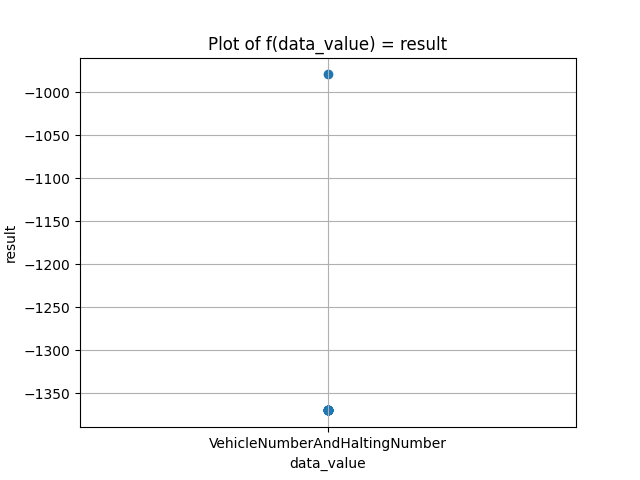 Plot of f(data_value) = result
−1000
−1050
−1100
−1150
−1200
−1250
−1300
−1350
result
VehicleNumberAndHaltingNumber
data_value